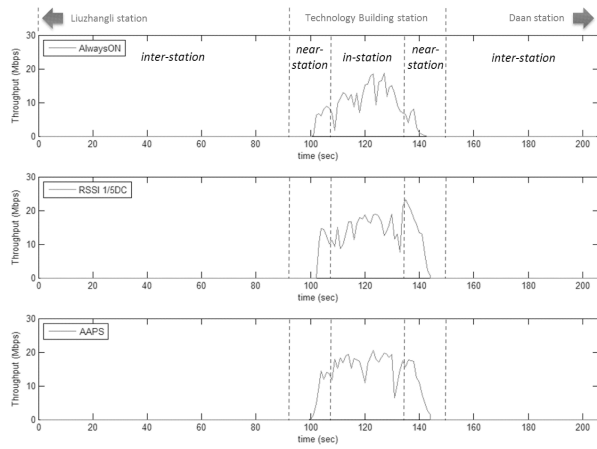 Liuzhangli station Technology Building station Daan station
AlwaysON
inter-station near-station in-station near-station inter-station
Throughput (Mbps)
30
20
10
0
0 20 40 60 80 100 120 140 160 180 200
time (sec)
RSSI 1/5DC
Throughput (Mbps)
30
20
10
0
0 20 40 60 80 100 120 140 160 180 200
time (sec)
AAPS
Throughput (Mbps)
30
20
10
0
0 20 40 60 80 100 120 140 160 180 200
time (sec)